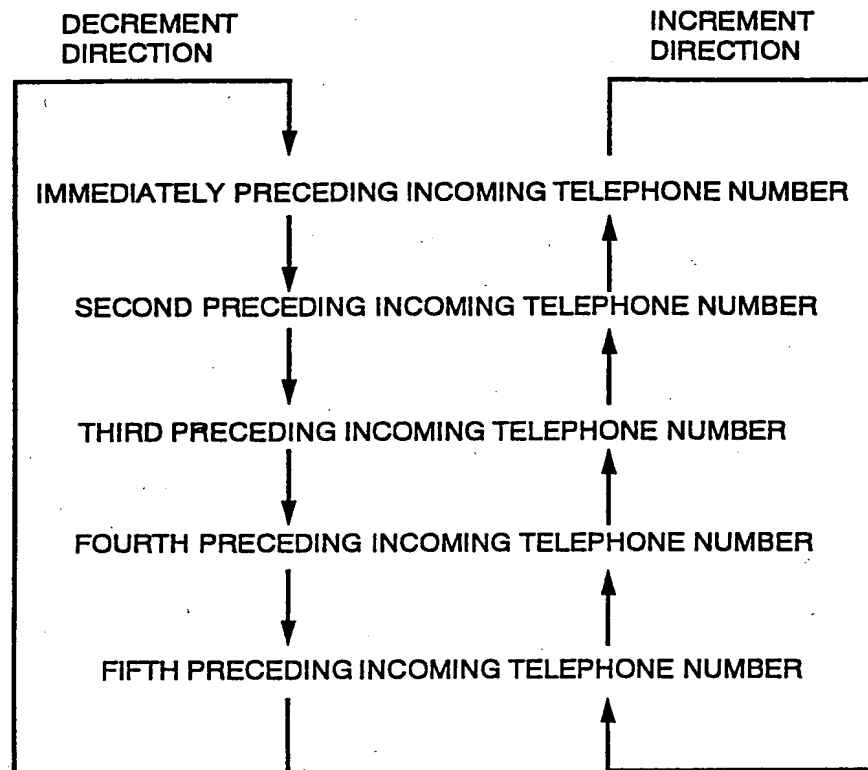 DECREMENT
DIRECTION
INCREMENT
DIRECTION
IMMEDIATELY PRECEDING INCOMING TELEPHONE NUMBER
SECOND PRECEDING INCOMING TELEPHONE NUMBER
THIRD PRECEDING INCOMING TELEPHONE NUMBER
FOURTH PRECEDING INCOMING TELEPHONE NUMBER
FIFTH PRECEDING INCOMING TELEPHONE NUMBER